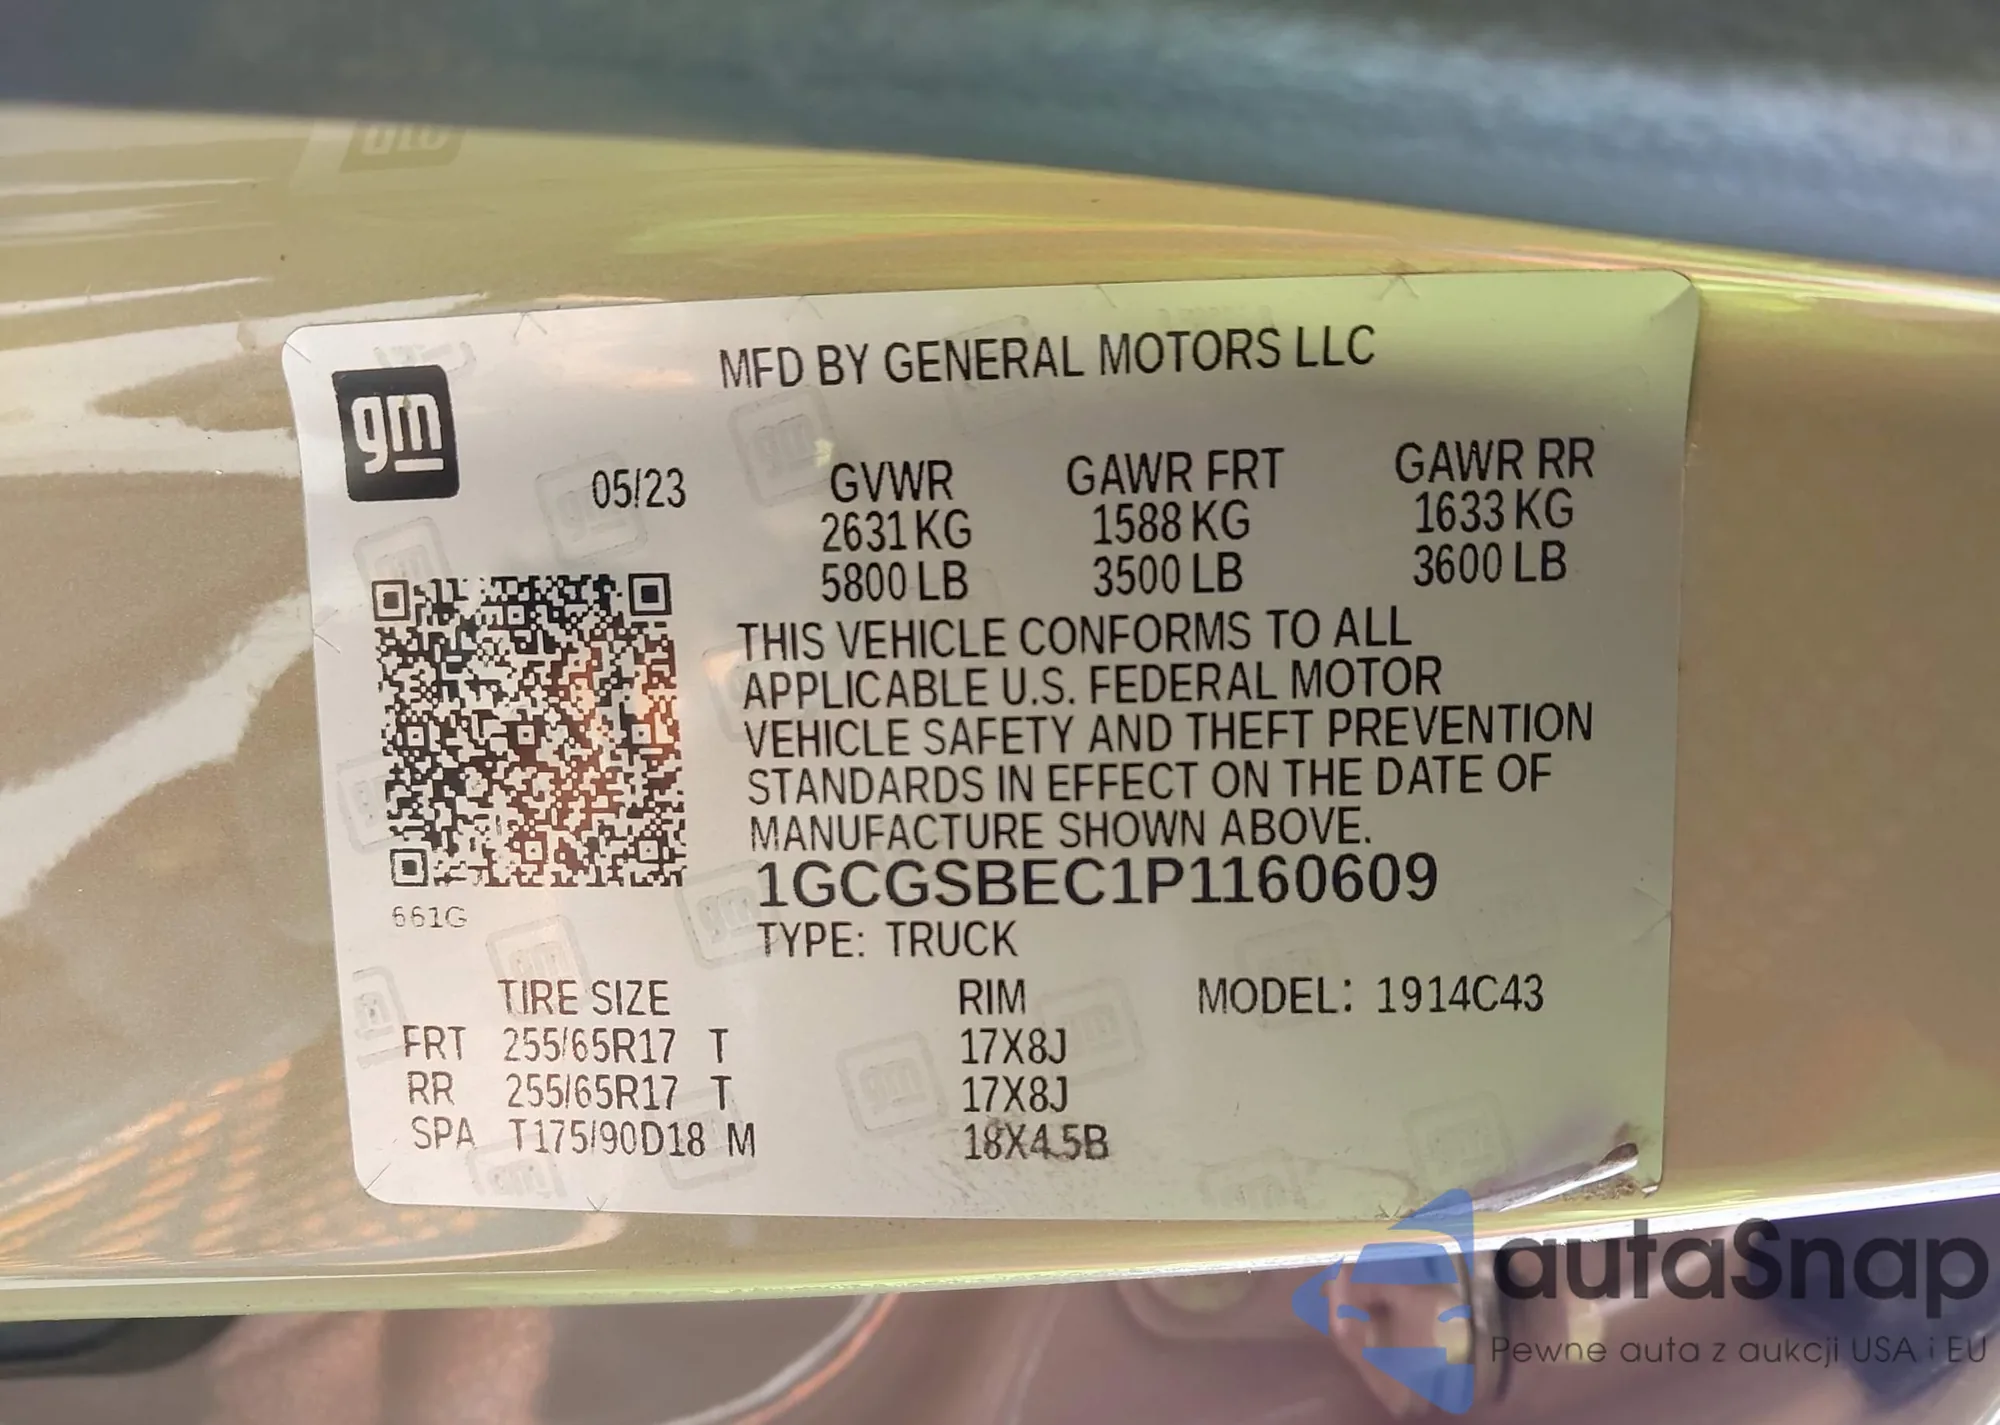 gm
MFD BY GENERAL MOTORS LLC
05/23
GVWR GAWR FRT GAWR RR
2631 KG 1588 KG 1633 KG
5800 LB 3500 LB 3600 LB
THIS VEHICLE CONFORMS TO ALL
APPLICABLE U.S. FEDERAL MOTOR
VEHICLE SAFETY AND THEFT PREVENTION
STANDARDS IN EFFECT ON THE DATE OF
MANUFACTURE SHOWN ABOVE.
1GCGSBEC1P1160609
661G
TYPE: TRUCK
TIRE SIZE RIM MODEL: 1914C43
FRT 255/65R17 T 17X8J
RR 255/65R17 T 17X8J
SPA T175/90D18 M 18X4.5B
autaSnap
Pewne auta z aukcji USA i EU